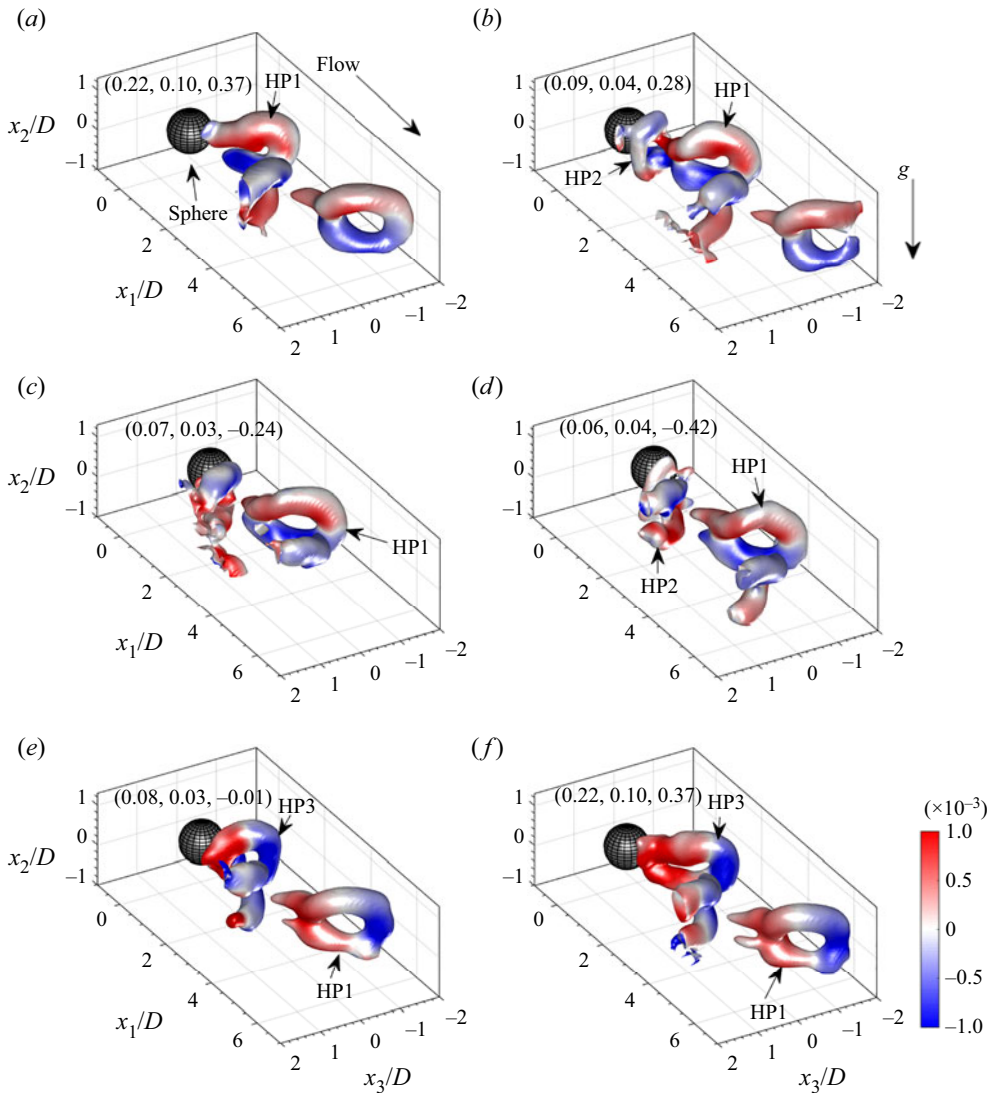 (a)
(b)
1
0
–1
x2/D
(0.22, 0.10, 0.37)
HP1
Flow
Sphere
0
2
4
6
x1/D
2
1
0
–1
–2
1
0
–1
(0.09, 0.04, 0.28)
HP1
HP2
g
0
2
4
6
2
1
0
–1
–2
(c)
(d)
1
0
–1
x2/D
(0.07, 0.03, –0.24)
HP1
0
2
4
6
x1/D
2
1
0
–1
–2
1
0
–1
(0.06, 0.04, –0.42)
HP1
HP2
0
2
4
6
2
1
0
–1
–2
(e)
(f)
1
0
–1
x2/D
(0.08, 0.03, –0.01)
HP3
HP1
0
2
4
6
x1/D
2
1
0
–1
–2
x3/D
1
0
–1
(0.22, 0.10, 0.37)
HP3
HP1
0
2
4
6
2
1
0
–1
–2
x3/D
(×10–3)
1.0
0.5
0
–0.5
–1.0